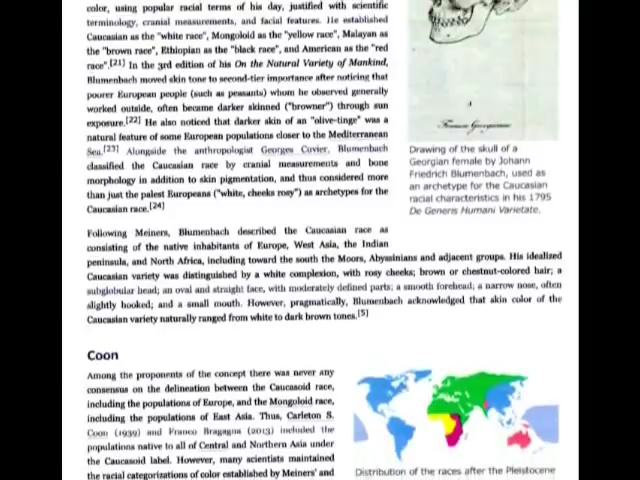 color, using popular racial terms of his day, justified with scientific
terminology, cranial measurements, and facial features. He established
Caucasian as the "white race", Mongoloid as the "yellow race", Malayan as
the "brown race", Ethiopian as the "black race", and American as the "red
race".[21] In the 3rd edition of his On the Natural Variety of Mankind,
Blumenbach moved skin tone to second-tier importance after noticing that
poorer European people (such as peasants) whom he observed generally
worked outside, often became darker skinned ("browner") through sun
exposure.[22] He also noticed that darker skin of an "olive-tinge" was a
natural feature of some European populations closer to the Mediterranean
Sea.[23] Alongside the anthropologist Georges Cuvier, Blumenbach
classified the Caucasian race by cranial measurements and bone
morphology in addition to skin pigmentation, and thus considered more
than just the palest Europeans ("white, cheeks rosy") as archetypes for the
Caucasian race.[24]
Drawing of the skull of a
Georgian female by Johann
Friedrich Blumenbach, used as
an archetype for the Caucasian
racial characteristics in his 1795
De Generis Humani Varietate.
Following Meiners, Blumenbach described the Caucasian race as
consisting of the native inhabitants of Europe, West Asia, the Indian
peninsula, and North Africa, including toward the south the Moors, Abyssinians and adjacent groups. His idealized
Caucasian variety was distinguished by a white complexion, with rosy cheeks; brown or chestnut-colored hair; a
subglobular head; an oval and straight face, with moderately defined parts; a smooth forehead; a narrow nose, often
slightly hooked; and a small mouth. However, pragmatically, Blumenbach acknowledged that skin color of the
Caucasian variety naturally ranged from white to dark brown tones.[5]
Coon
Among the proponents of the concept there was never any
consensus on the delineation between the Caucasoid race,
including the populations of Europe, and the Mongoloid race,
including the populations of East Asia. Thus, Carleton S.
Coon (1939) and Franco Bragagna (2013) included the
populations native to all of Central and Northern Asia under
the Caucasoid label. However, many scientists maintained
the racial categorizations of color established by Meiners' and
Distribution of the races after the Pleistocene